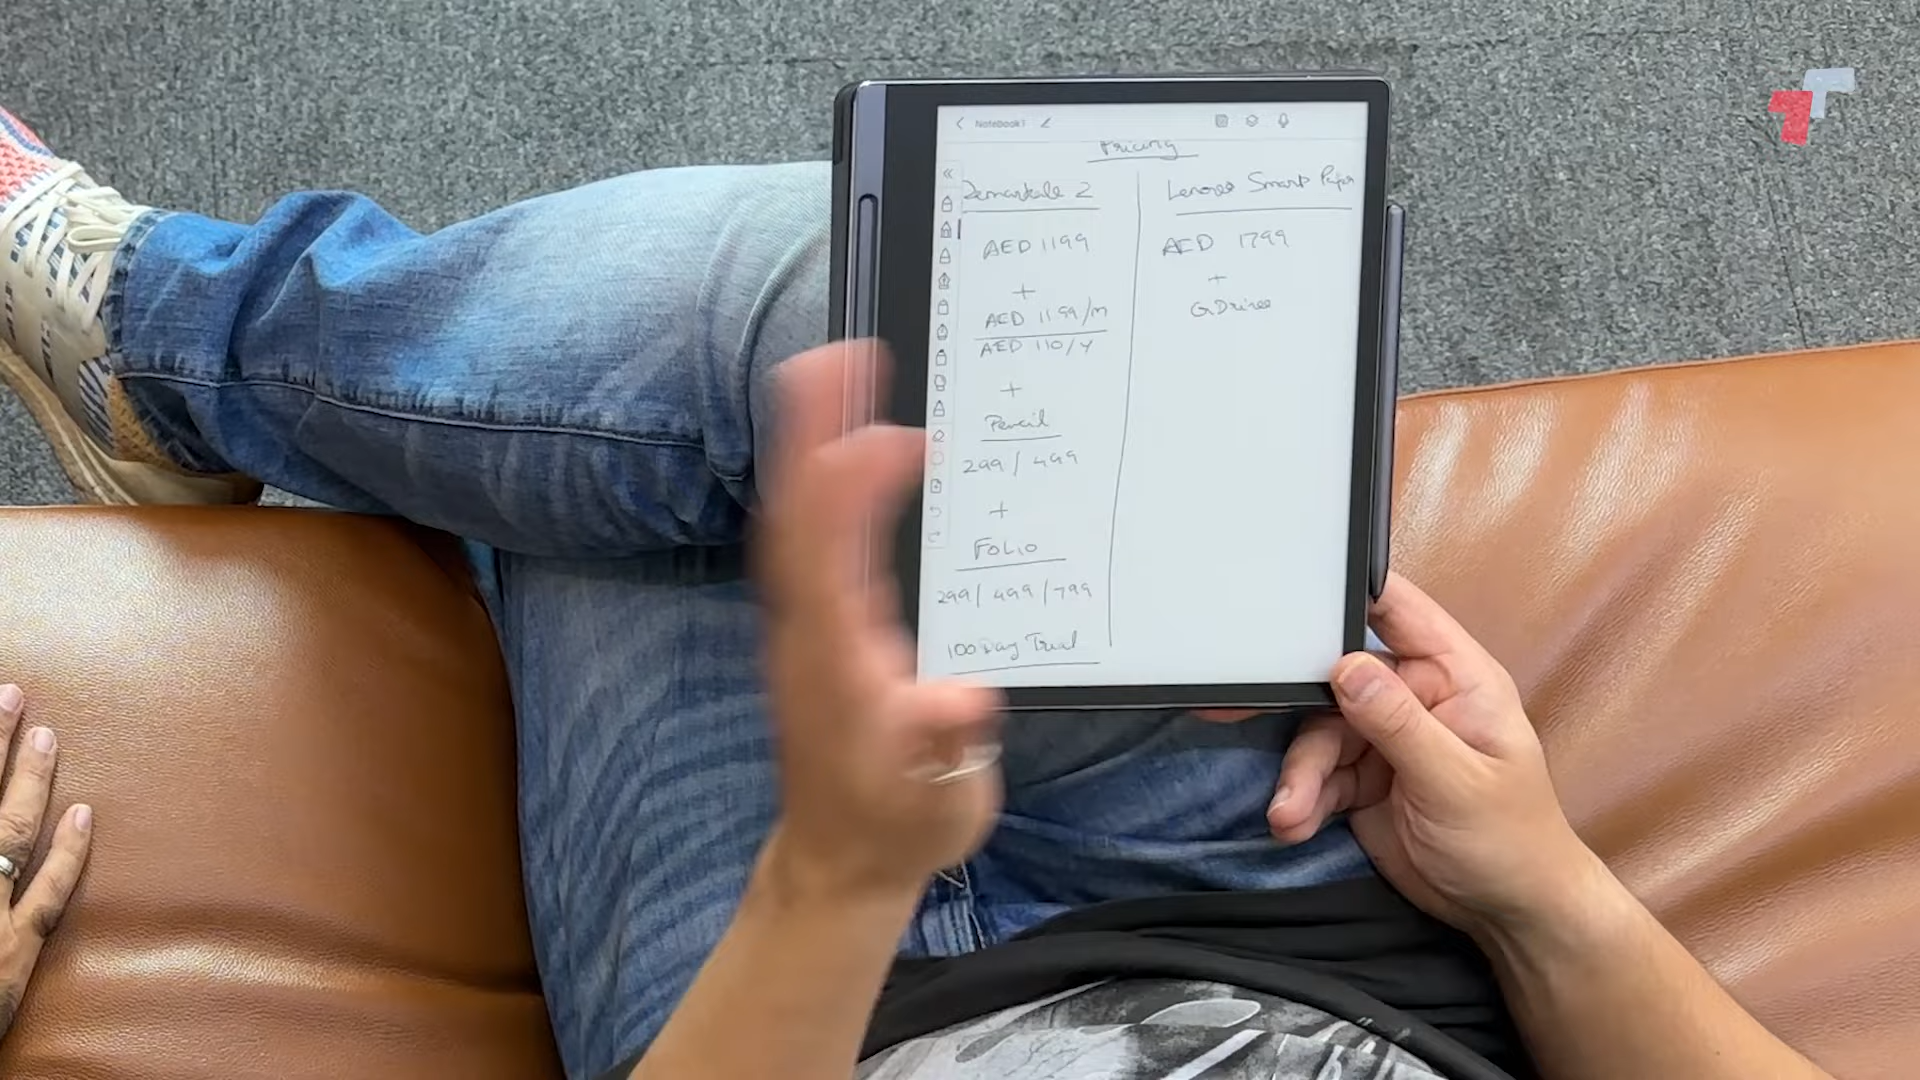 Notebook1
Pricing
Remarkable 2
AED 1199
+
AED 11 99/m
AED 110/Y
+
Pencil
299 / 499
+
FOLIO
299/ 499 / 799
100 Day Trial
Lenovo Smart Paper
AED 1799
+
G Drive